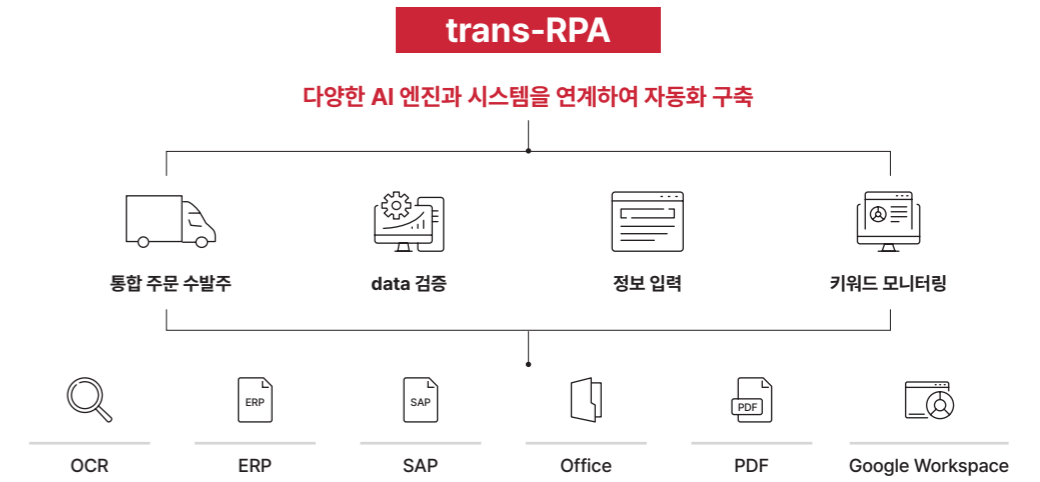 trans-RPA
다양한 AI 엔진과 시스템을 연계하여 자동화 구축
통합 주문 수발주
data 검증
정보 입력
키워드 모니터링
ERP
SAP
PDF
OCR
ERP
SAP
Office
PDF
Google Workspace